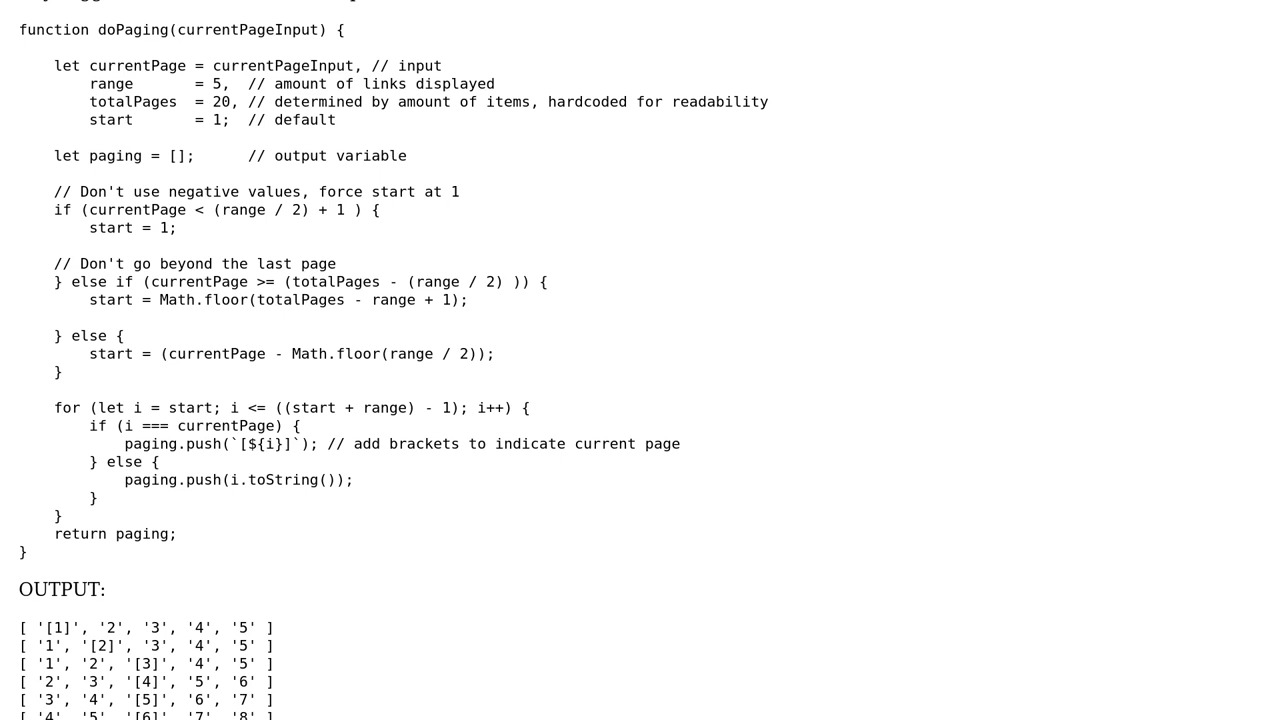 function doPaging(currentPageInput) {
    let currentPage = currentPageInput, // input
        range       = 5,  // amount of links displayed
        totalPages  = 20, // determined by amount of items, hardcoded for readability
        start       = 1;  // default
    let paging = [];      // output variable
    // Don't use negative values, force start at 1
    if (currentPage < (range / 2) + 1 ) {
        start = 1;
    // Don't go beyond the last page
    } else if (currentPage >= (totalPages - (range / 2) )) {
        start = Math.floor(totalPages - range + 1);
    } else {
        start = (currentPage - Math.floor(range / 2));
    }
    for (let i = start; i <= ((start + range) - 1); i++) {
        if (i === currentPage) {
            paging.push(`[${i}]`); // add brackets to indicate current page
        } else {
            paging.push(i.toString());
        }
    }
    return paging;
}
OUTPUT:
[ '[1]', '2', '3', '4', '5' ]
[ '1', '[2]', '3', '4', '5' ]
[ '1', '2', '[3]', '4', '5' ]
[ '2', '3', '[4]', '5', '6' ]
[ '3', '4', '[5]', '6', '7' ]
[ '4', '5', '[6]', '7', '8' ]